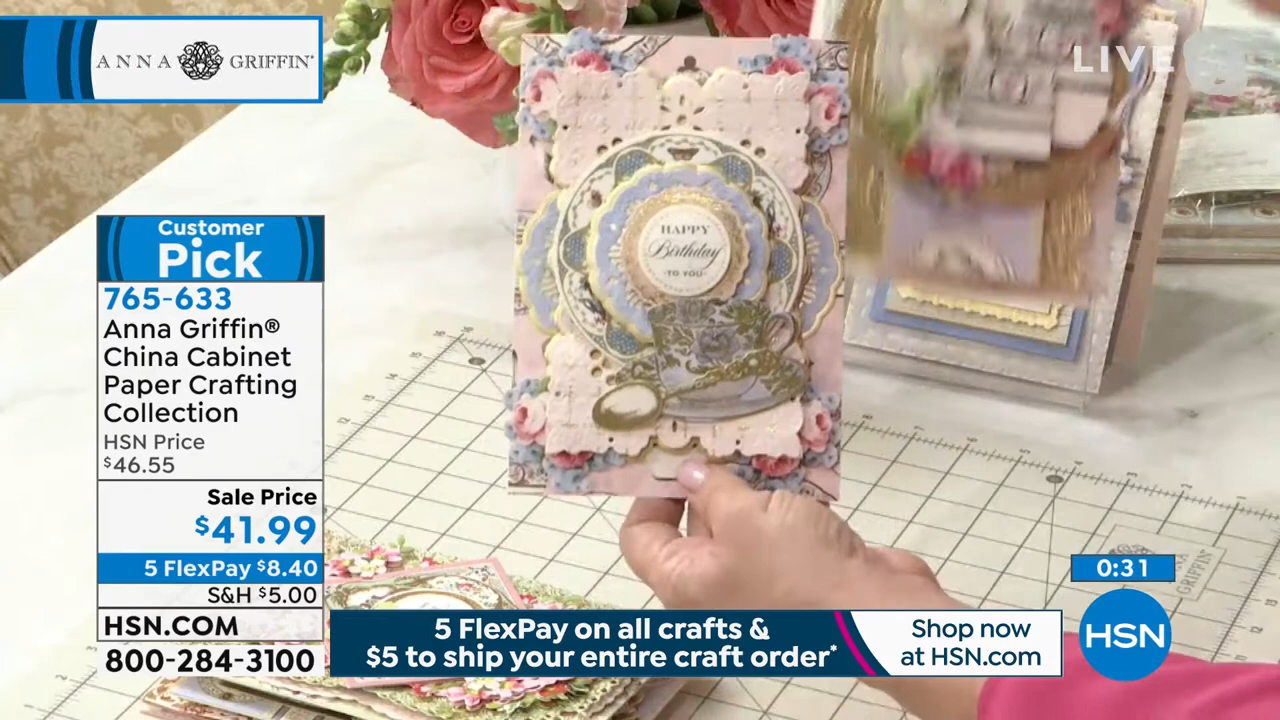 ANNA GRIFFIN®
LIVE
Customer
Pick
765-633
Anna Griffin®
China Cabinet
Paper Crafting
Collection
HSN Price
$46.55
Sale Price
$41.99
5 FlexPay $8.40
S&H $5.00
HSN.COM
800-284-3100
HAPPY
Birthday
TO YOU
0:31
GRIFFIN
5 FlexPay on all crafts &
$5 to ship your entire craft order*
Shop now
at HSN.com
HSN